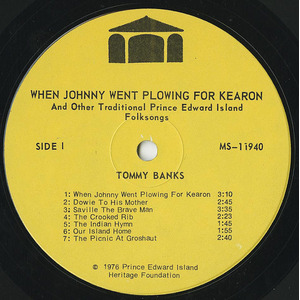 WHEN JOHNNY WENT PLOWING FOR KEARON
And Other Traditional Prince Edward Island
Folksongs
SIDE I
MS-11940
TOMMY BANKS
1: When Johnny Went Plowing For Kearon 3:10
2: Dowie To His Mother 2:45
3: Saville The Brave Man 3:35
4: The Crooked Rib 2:23
5: The Indian Hymn 2:45
6: Our Island Home 1:55
7: The Picnic At Groshaut 2:40
© 1976 Prince Edward Island
Heritage Foundation